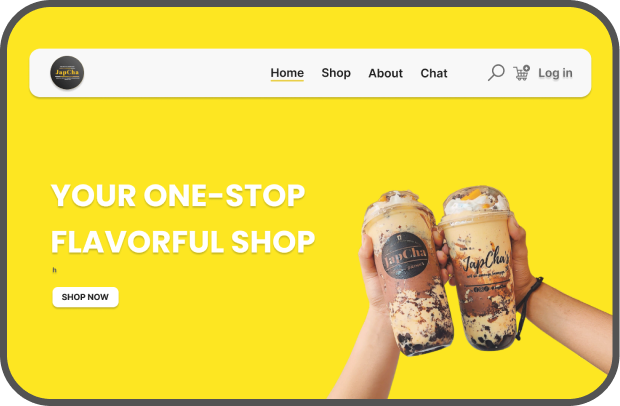 JapCha
Home Shop About Chat Log in
YOUR ONE-STOP
FLAVORFUL SHOP
h
SHOP NOW
JapCha
JapCha's